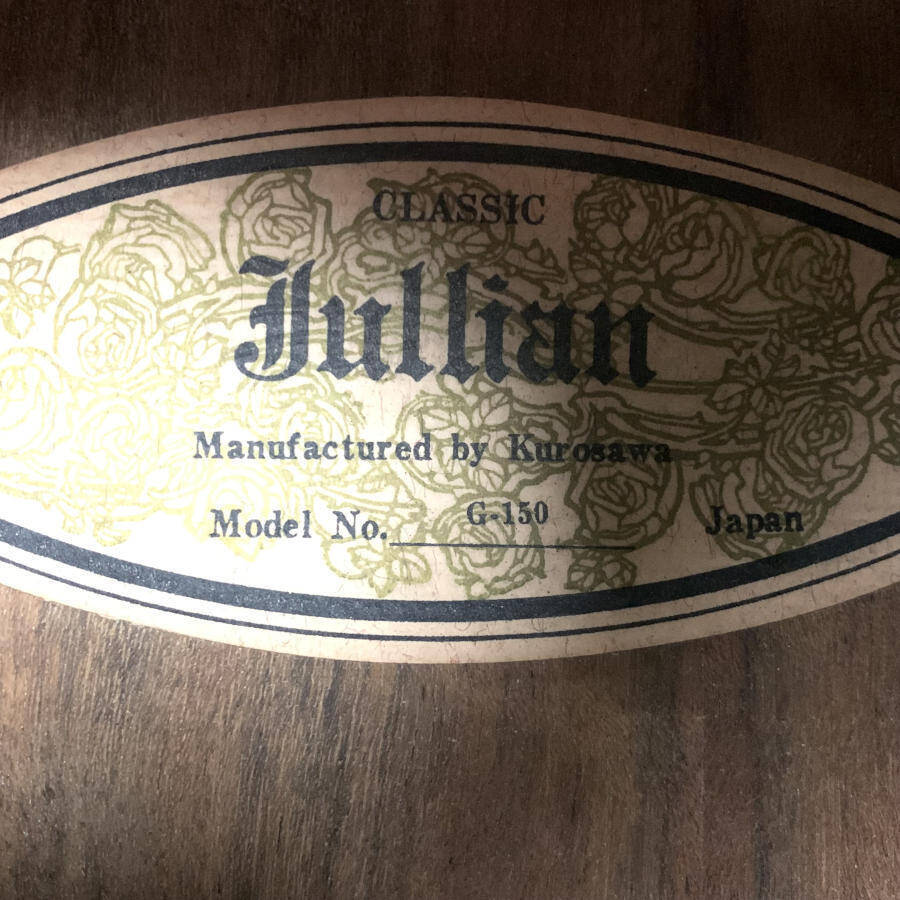 CLASSIC
Jullian
Manufactured by Kurosawa
Model No. G-150 Japan